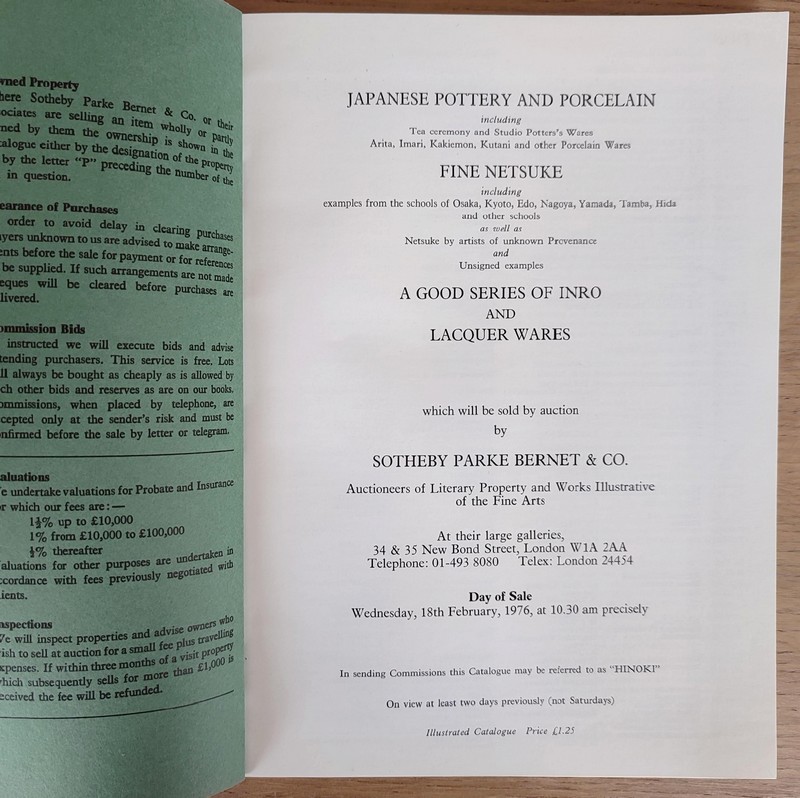 wned Property
here Sotheby Parke Bernet & Co. or their
ociates are selling an item wholly or partly
ned by them the ownership is shown in the
alogue either by the designation of the property
by the letter "P" preceding the number of the
in question.
earance of Purchases
order to avoid delay in clearing purchases
yers unknown to us are advised to make arrange-
ents before the sale for payment or for references
be supplied. If such arrangements are not made
eques will be cleared before purchases are
livered.
ommission Bids
instructed we will execute bids and advise
tending purchasers. This service is free. Lots
ll always be bought as cheaply as is allowed by
ch other bids and reserves as are on our books.
ommissions, when placed by telephone, are
cepted only at the sender's risk and must be
nfirmed before the sale by letter or telegram.
aluations
e undertake valuations for Probate and Insurance
r which our fees are:—
1½% up to £10,000
1% from £10,000 to £100,000
½% thereafter
aluations for other purposes are undertaken in
ccordance with fees previously negotiated with
ients.
nspections
We will inspect properties and advise owners who
ish to sell at auction for a small fee plus travelling
xpenses. If within three months of a visit property
hich subsequently sells for more than £1,000 is
eceived the fee will be refunded.
JAPANESE POTTERY AND PORCELAIN
including
Tea ceremony and Studio Potters's Wares
Arita, Imari, Kakiemon, Kutani and other Porcelain Wares
FINE NETSUKE
including
examples from the schools of Osaka, Kyoto, Edo, Nagoya, Yamada, Tamba, Hida
and other schools
as well as
Netsuke by artists of unknown Provenance
and
Unsigned examples
A GOOD SERIES OF INRO
AND
LACQUER WARES
which will be sold by auction
by
SOTHEBY PARKE BERNET & CO.
Auctioneers of Literary Property and Works Illustrative
of the Fine Arts
At their large galleries,
34 & 35 New Bond Street, London W1A 2AA
Telephone: 01-493 8080 Telex: London 24454
Day of Sale
Wednesday, 18th February, 1976, at 10.30 am precisely
In sending Commissions this Catalogue may be referred to as "HINOKI"
On view at least two days previously (not Saturdays)
Illustrated Catalogue Price £1.25